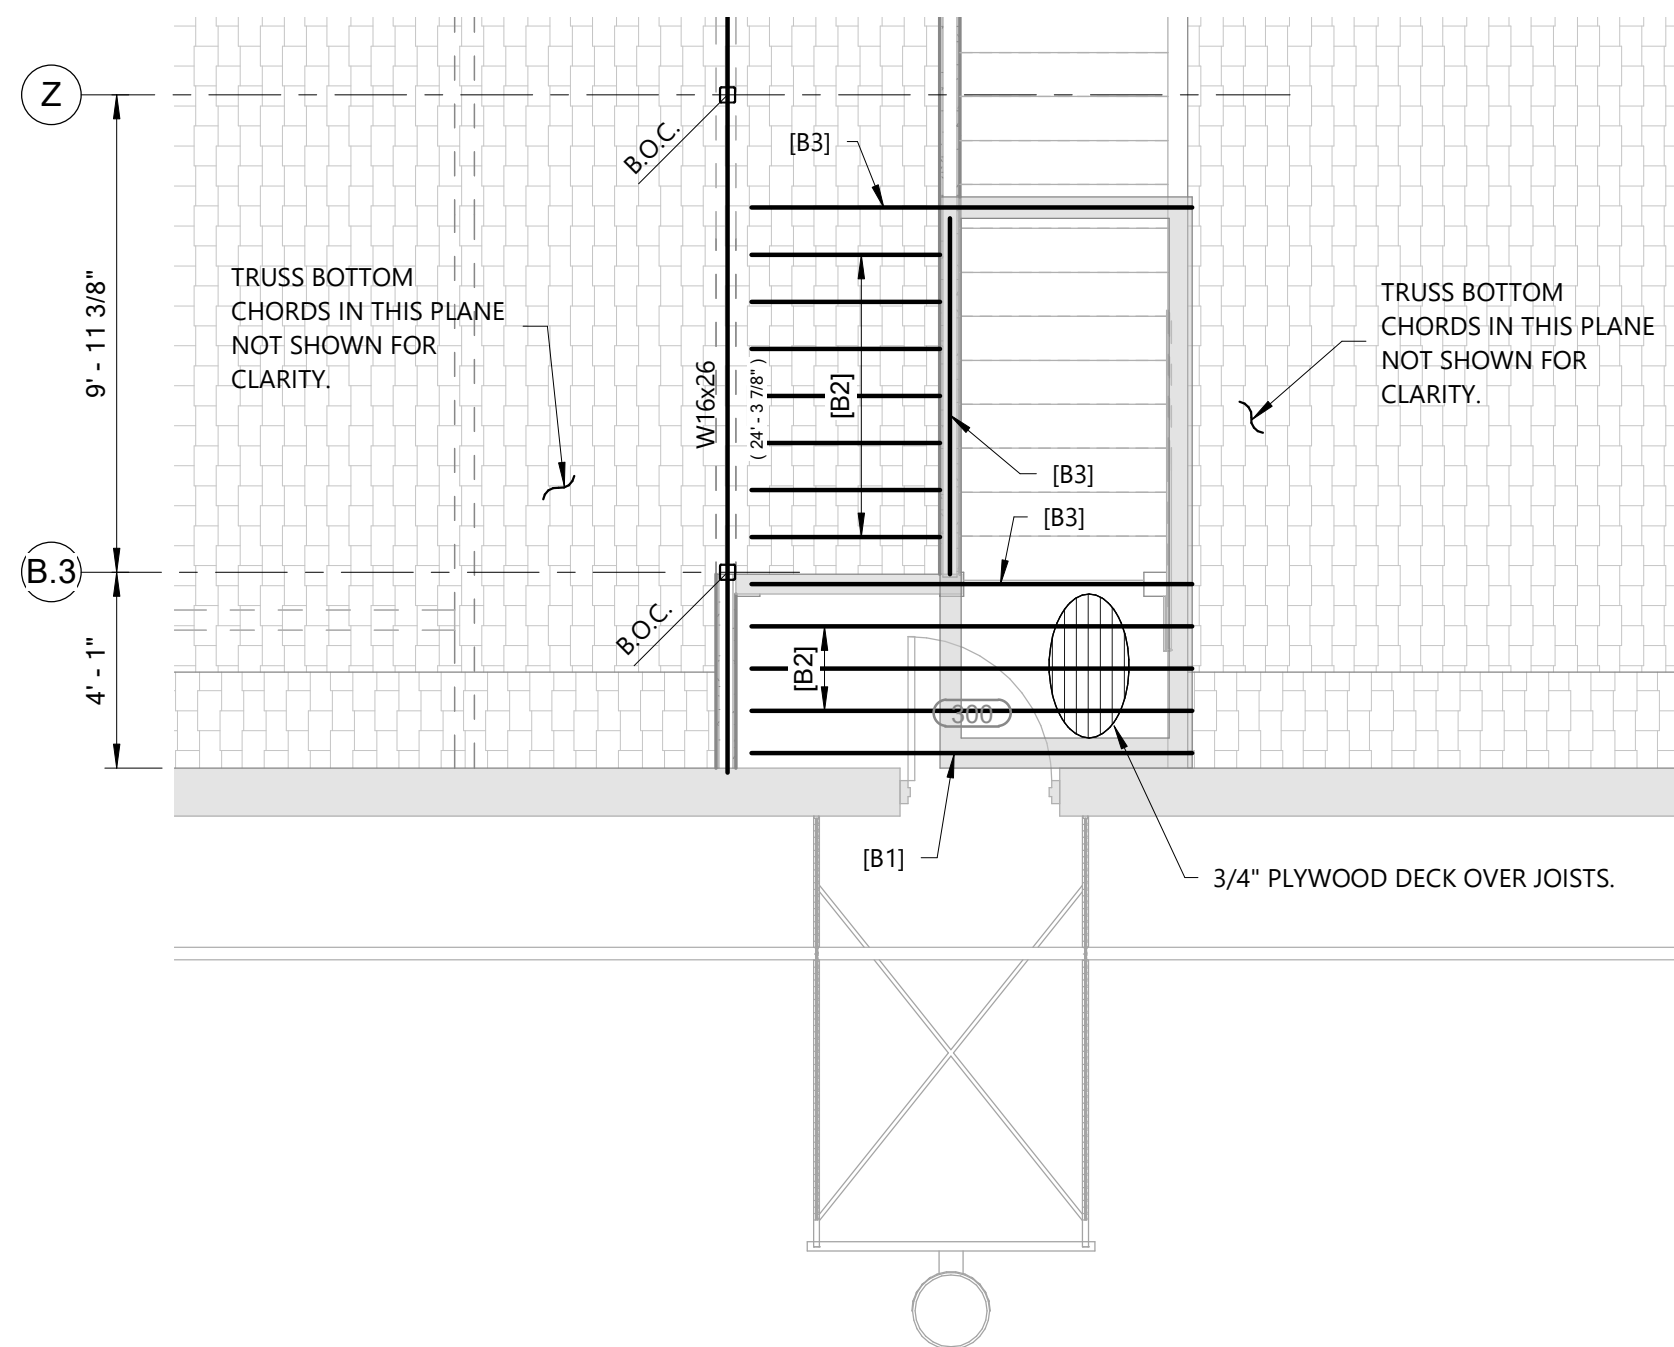 Z
B.O.C.
[B3]
9' - 11 3/8"
TRUSS BOTTOM
CHORDS IN THIS PLANE
NOT SHOWN FOR
CLARITY.
W16x26
( 24' - 3 7/8" )
[B2]
TRUSS BOTTOM
CHORDS IN THIS PLANE
NOT SHOWN FOR
CLARITY.
[B3]
[B3]
B.3
B.O.C.
4' - 1"
[B2]
300
[B1]
3/4" PLYWOOD DECK OVER JOISTS.